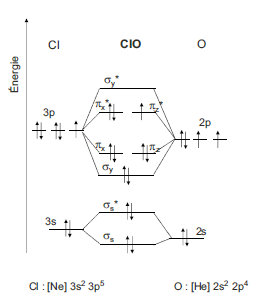 Énergie
Cl ClO O
σy*
πx* πz*
3p 2p
πx πz
σy
σs*
3s 2s
σs
Cl : [Ne] 3s² 3p⁵ O : [He] 2s² 2p⁴